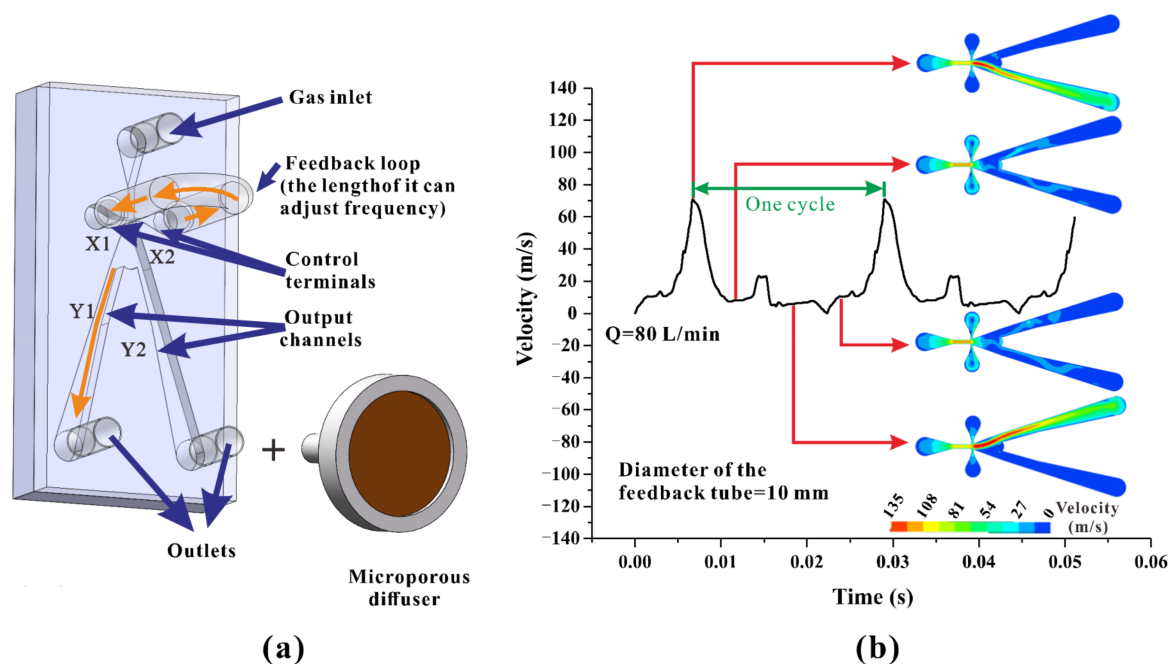 Gas inlet
Feedback loop
(the lengthof it can
adjust frequency)
X1
X2
Control
terminals
Y1
Output
channels
Y2
+
Outlets
Microporous
diffuser
(a)
Velocity (m/s)
140
120
100
80
60
40
20
0
−20
−40
−60
−80
−100
−120
−140
One cycle
Q=80 L/min
Diameter of the
feedback tube=10 mm
135
108
81
54
27
0
Velocity
(m/s)
0.00
0.01
0.02
0.03
0.04
0.05
0.06
Time (s)
(b)